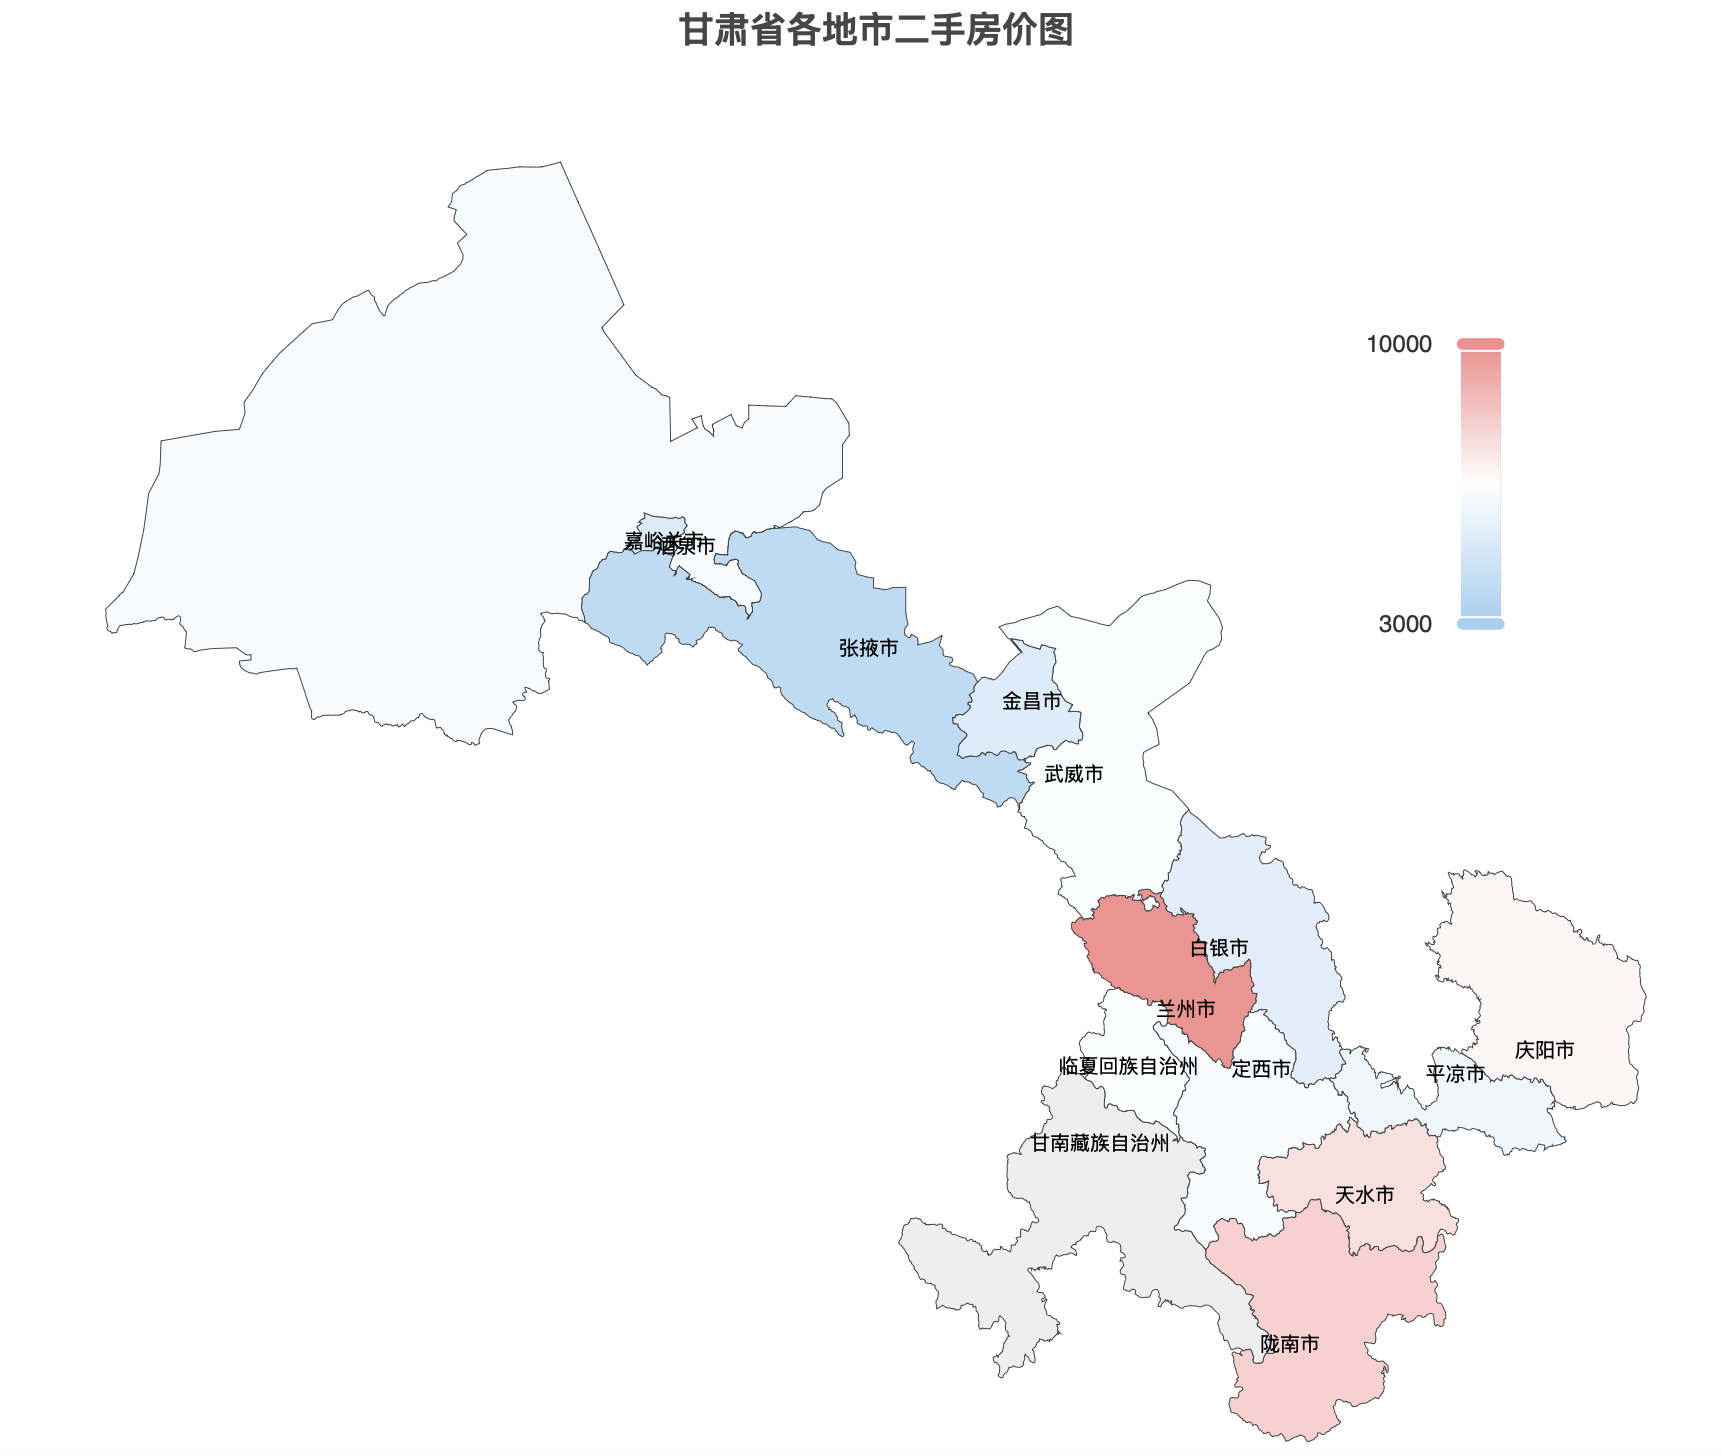 甘肃省各地市二手房价图
10000
3000
嘉峪关市
酒泉市
张掖市
金昌市
武威市
白银市
兰州市
临夏回族自治州
定西市
庆阳市
平凉市
甘南藏族自治州
天水市
陇南市